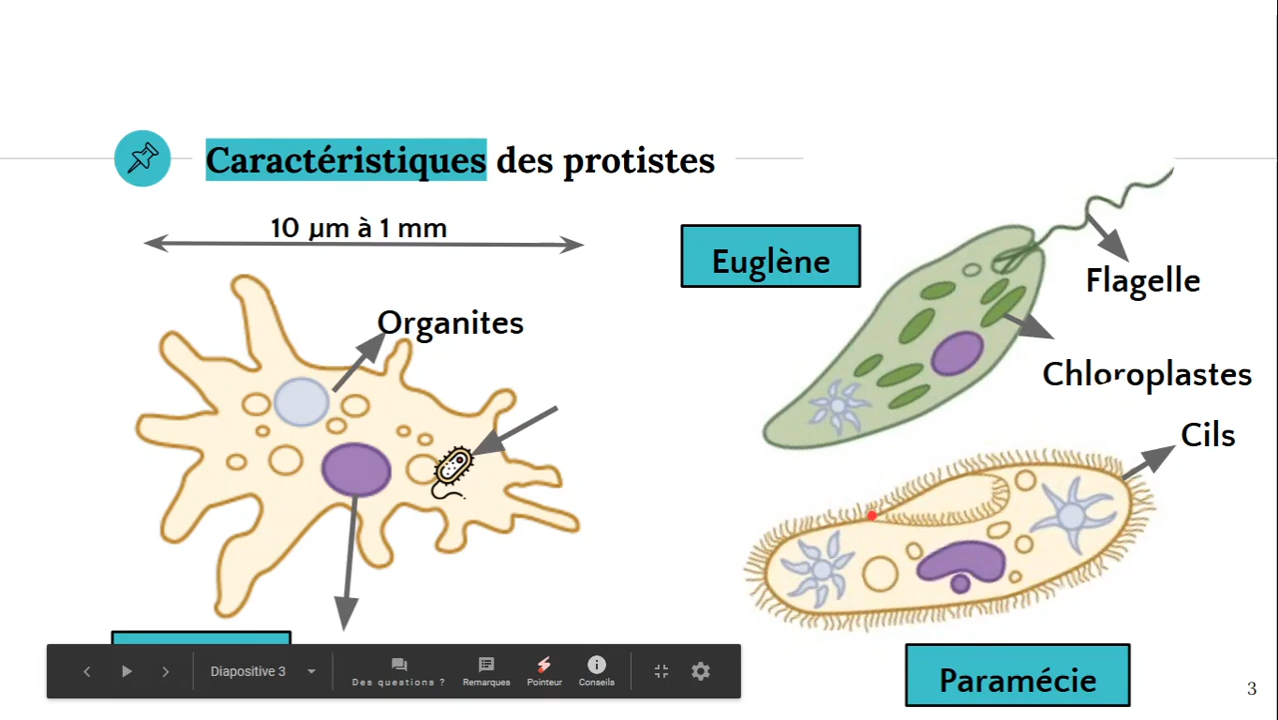 Caractéristiques des protistes
10 µm à 1 mm
Euglène
Flagelle
Organites
Chloroplastes
Cils
Diapositive 3
Des questions ?
Remarques
Pointeur
Conseils
Paramécie
3